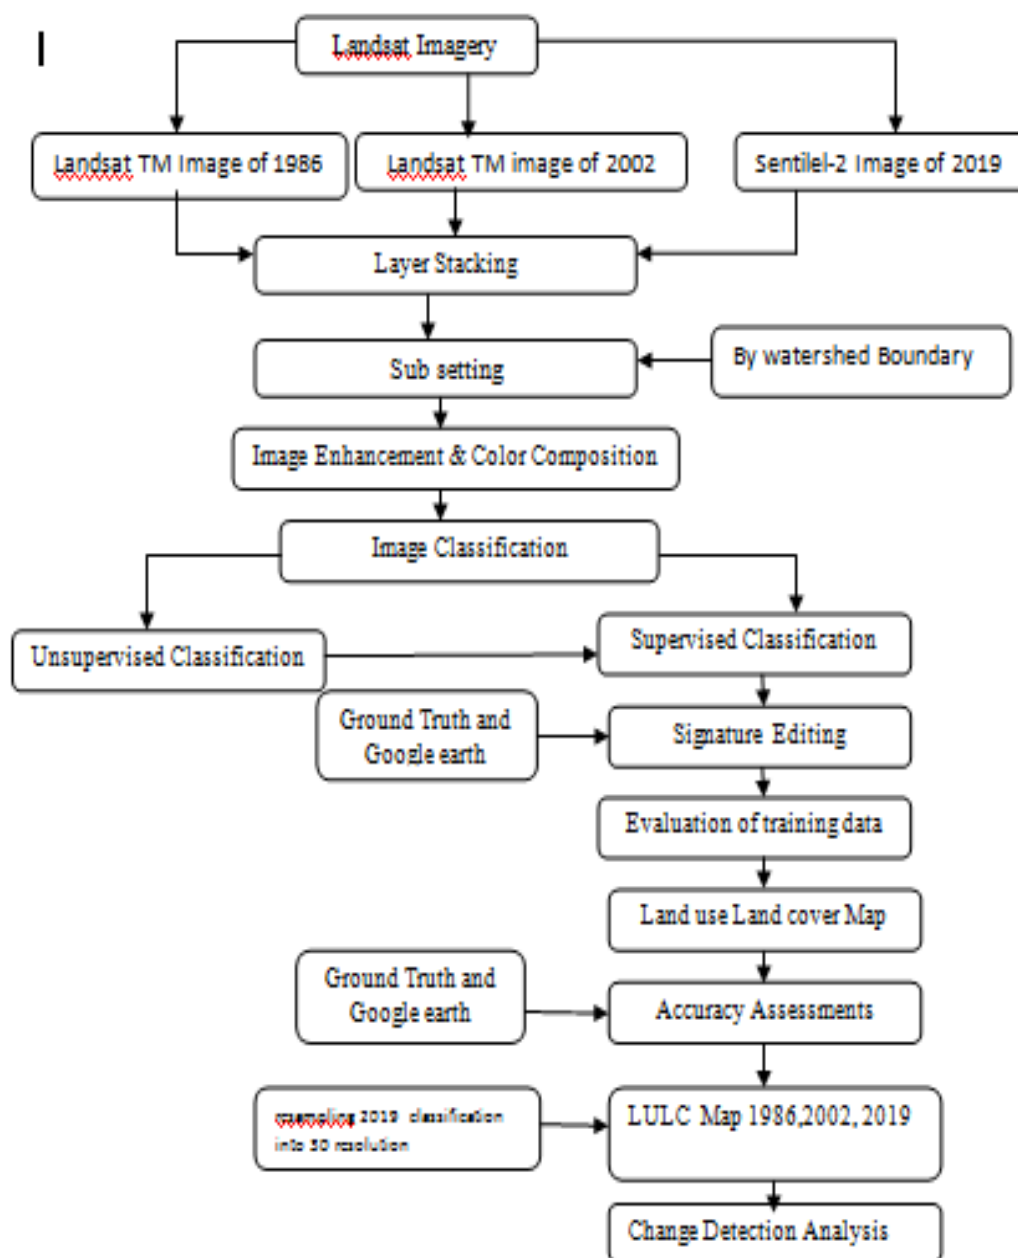 Landsat Imagery
Landsat TM Image of 1986
Landsat TM image of 2002
Sentilel-2 Image of 2019
Layer Stacking
Sub setting
By watershed Boundary
Image Enhancement & Color Composition
Image Classification
Unsupervised Classification
Supervised Classification
Ground Truth and
Google earth
Signature Editing
Evaluation of training data
Land use Land cover Map
Ground Truth and
Google earth
Accuracy Assessments
resampling 2019 classification
into 30 resolution
LULC Map 1986,2002, 2019
Change Detection Analysis